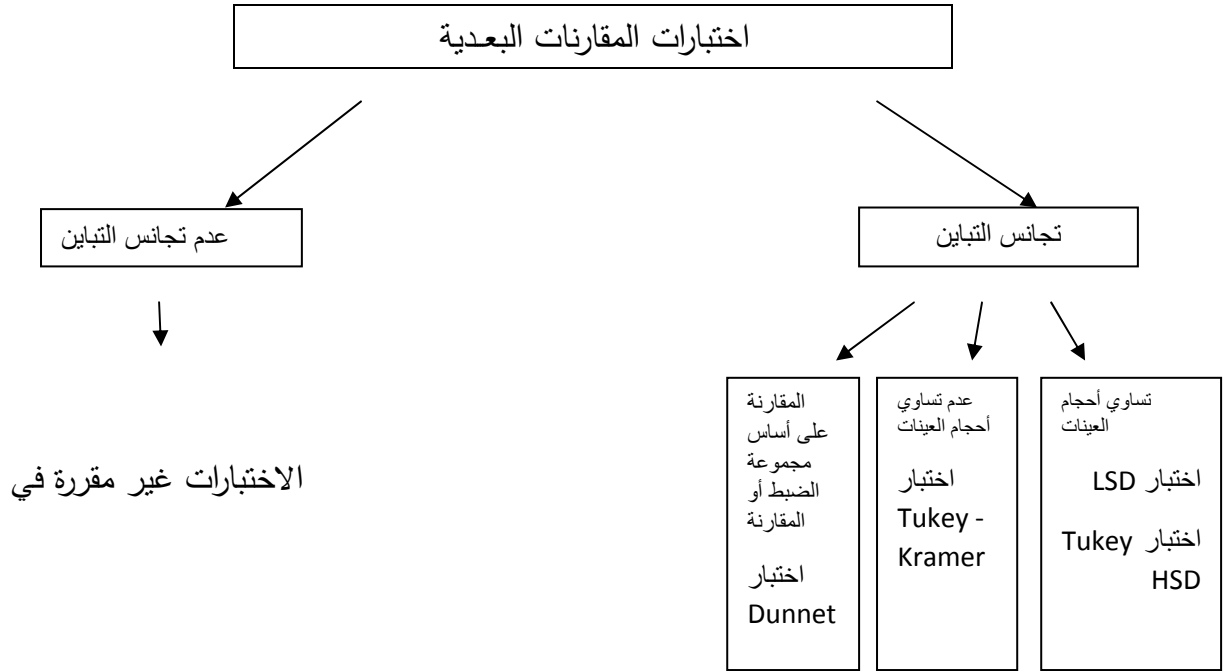 اختبارات المقارنات البعدية
تجانس التباين
عدم تجانس التباين
تساوي أحجام
العينات
اختبار LSD
اختبار Tukey
HSD
عدم تساوي
أحجام العينات
اختبار
Tukey -
Kramer
المقارنة
على أساس
مجموعة
الضبط أو
المقارنة
اختبار
Dunnet
الاختبارات غير مقررة في